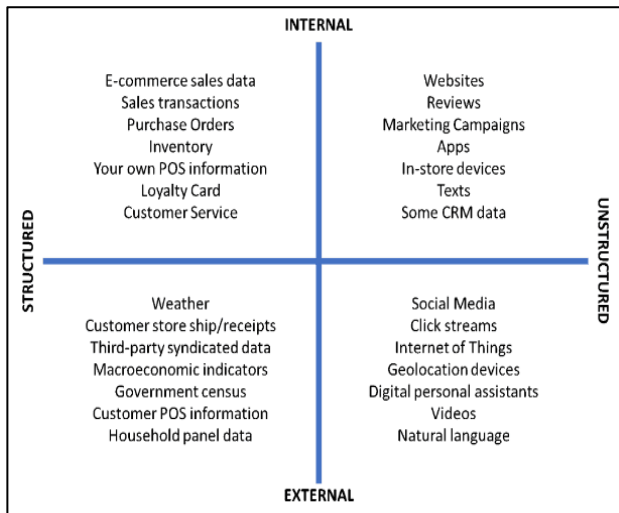 INTERNAL
E-commerce sales data
Sales transactions
Purchase Orders
Inventory
Your own POS information
Loyalty Card
Customer Service
Websites
Reviews
Marketing Campaigns
Apps
In-store devices
Texts
Some CRM data
STRUCTURED
UNSTRUCTURED
Weather
Customer store ship/receipts
Third-party syndicated data
Macroeconomic indicators
Government census
Customer POS information
Household panel data
Social Media
Click streams
Internet of Things
Geolocation devices
Digital personal assistants
Videos
Natural language
EXTERNAL